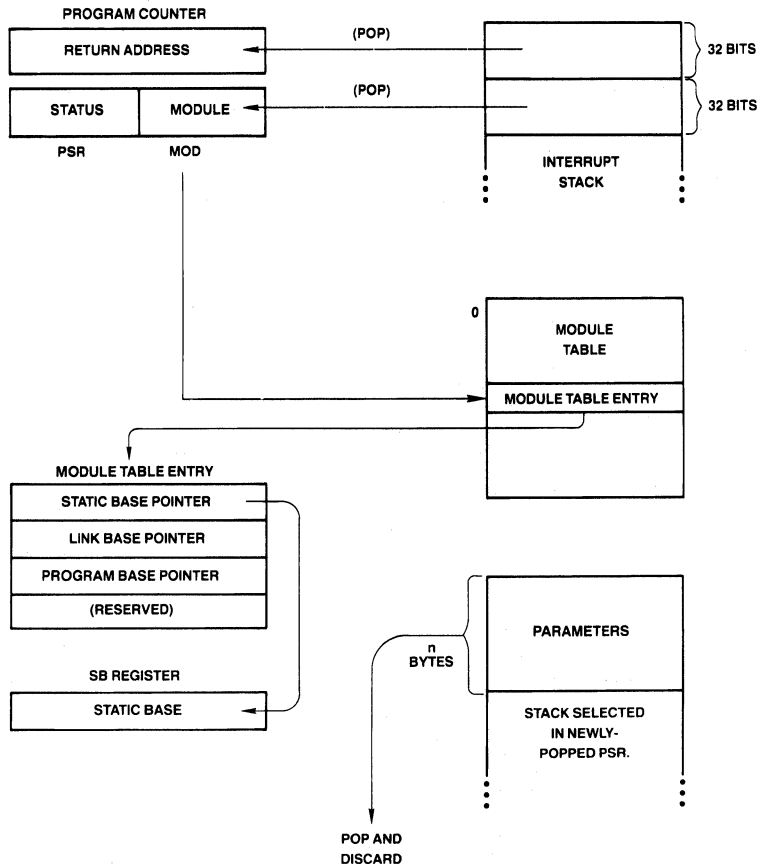 PROGRAM COUNTER
RETURN ADDRESS
(POP)
32 BITS
STATUS
MODULE
(POP)
32 BITS
PSR
MOD
INTERRUPT
STACK
0
MODULE
TABLE
MODULE TABLE ENTRY
MODULE TABLE ENTRY
STATIC BASE POINTER
LINK BASE POINTER
PROGRAM BASE POINTER
(RESERVED)
n
BYTES
PARAMETERS
SB REGISTER
STATIC BASE
STACK SELECTED
IN NEWLY-
POPPED PSR.
POP AND
DISCARD